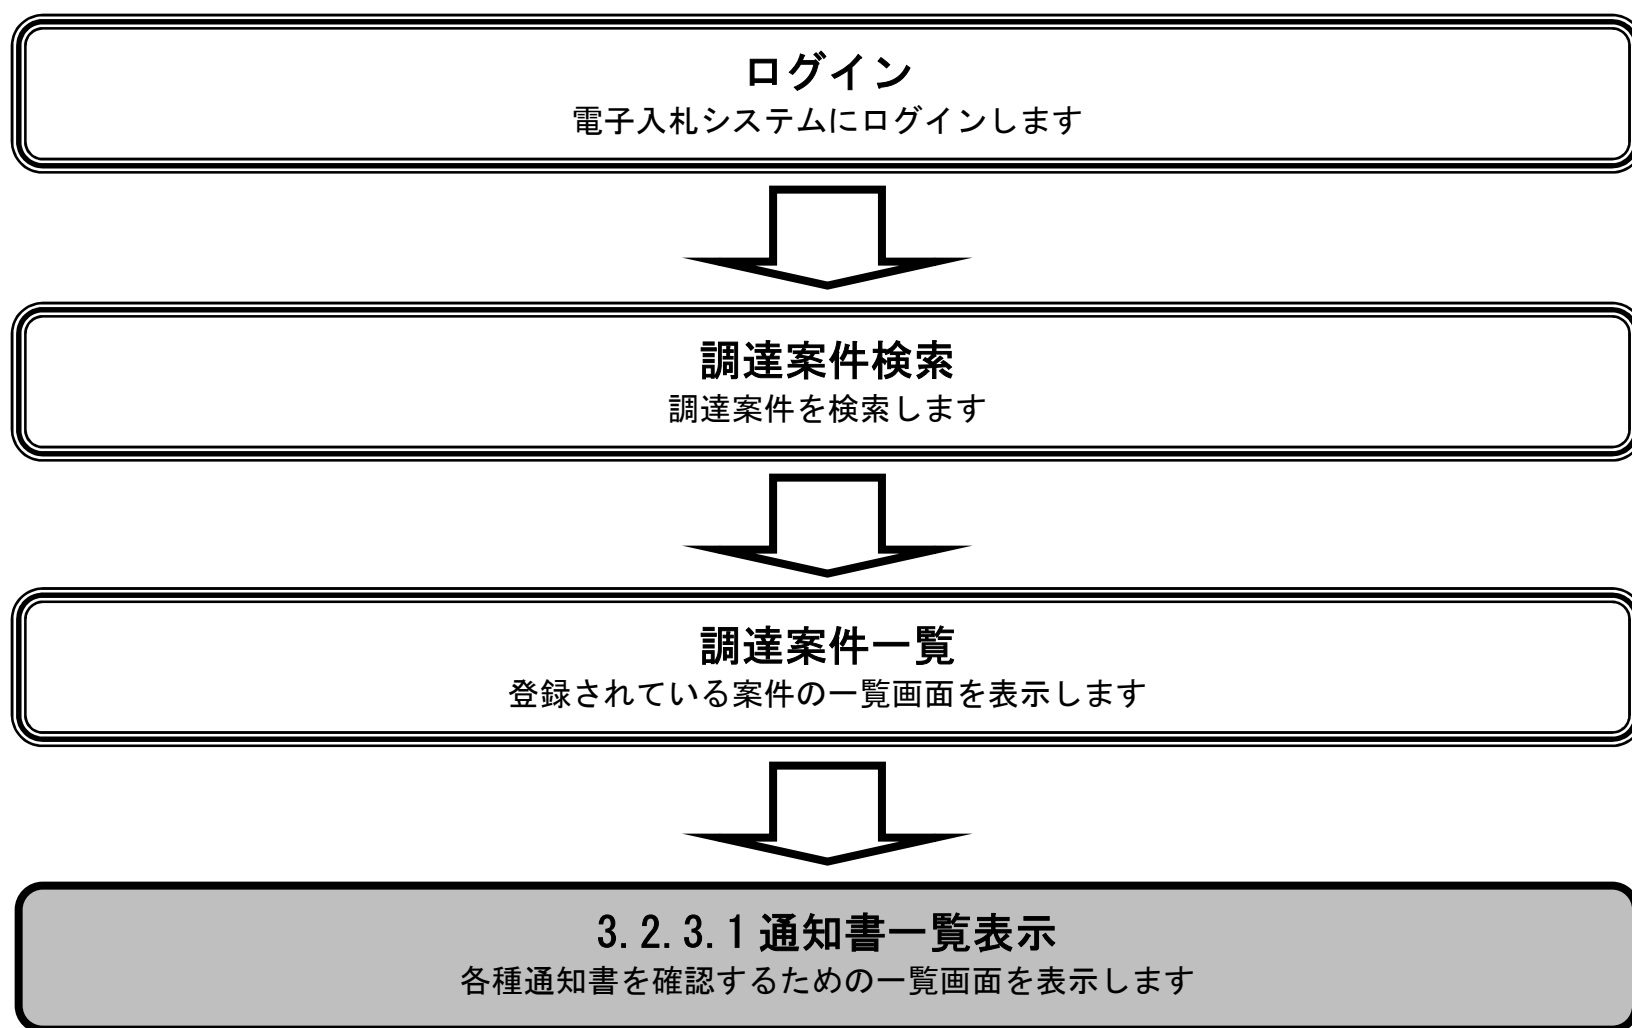 ログイン
電子入札システムにログインします
調達案件検索
調達案件を検索します
調達案件一覧
登録されている案件の一覧画面を表示します
3.2.3.1 通知書一覧表示
各種通知書を確認するための一覧画面を表示します